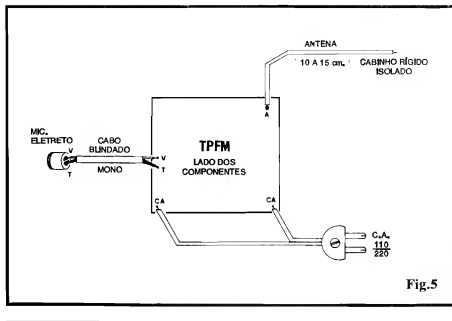 ANTENA
10 A 15 cm.
CABINHO RÍGIDO
ISOLADO
A
MIC.
ELETRETO
V
T
CABO
BLINDADO
MONO
V
T
TPFM
LADO DOS
COMPONENTES
CA
CA
C.A.
110
220
Fig.5